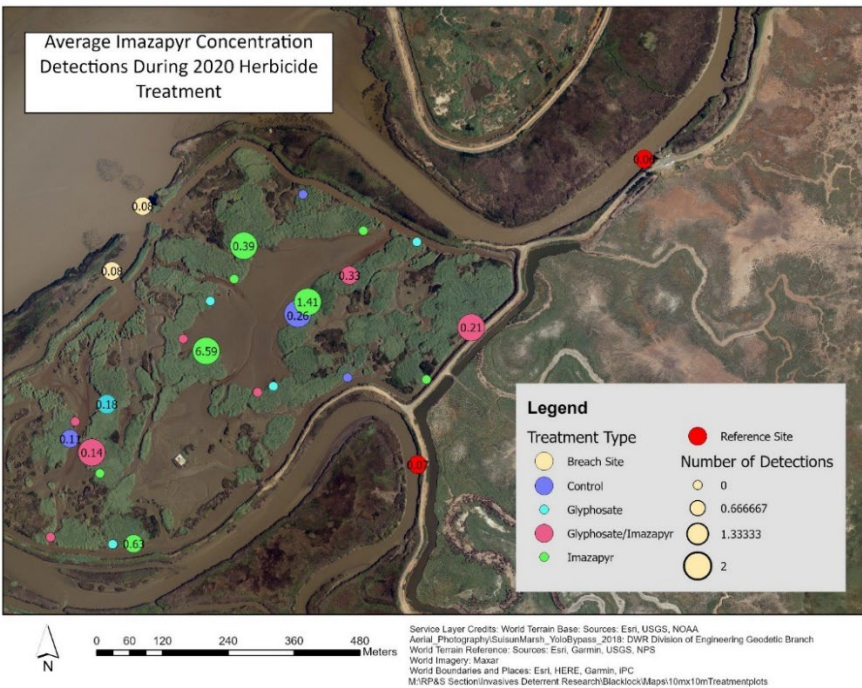 Average Imazapyr Concentration
Detections During 2020 Herbicide
Treatment
0.06
0.08
0.39
0.08
0.33
1.41
0.26
0.21
6.59
0.18
0.11
0.14
0.07
0.63
Legend
Treatment Type
Breach Site
Control
Glyphosate
Glyphosate/Imazapyr
Imazapyr
Reference Site
Number of Detections
0
0.666667
1.33333
2
N
0 60 120 240 360 480
Meters
Service Layer Credits: World Terrain Base: Sources: Esri, USGS, NOAA
Aerial_Photography\SuisunMarsh_YoloBypass_2018: DWR Division of Engineering Geodetic Branch
World Terrain Reference: Sources: Esri, Garmin, USGS, NPS
World Imagery: Maxar
World Boundaries and Places: Esri, HERE, Garmin, iPC
M:\RP&S Section\Invasives Deterrent Research\Blacklock\Maps\10mx10mTreatmentplots